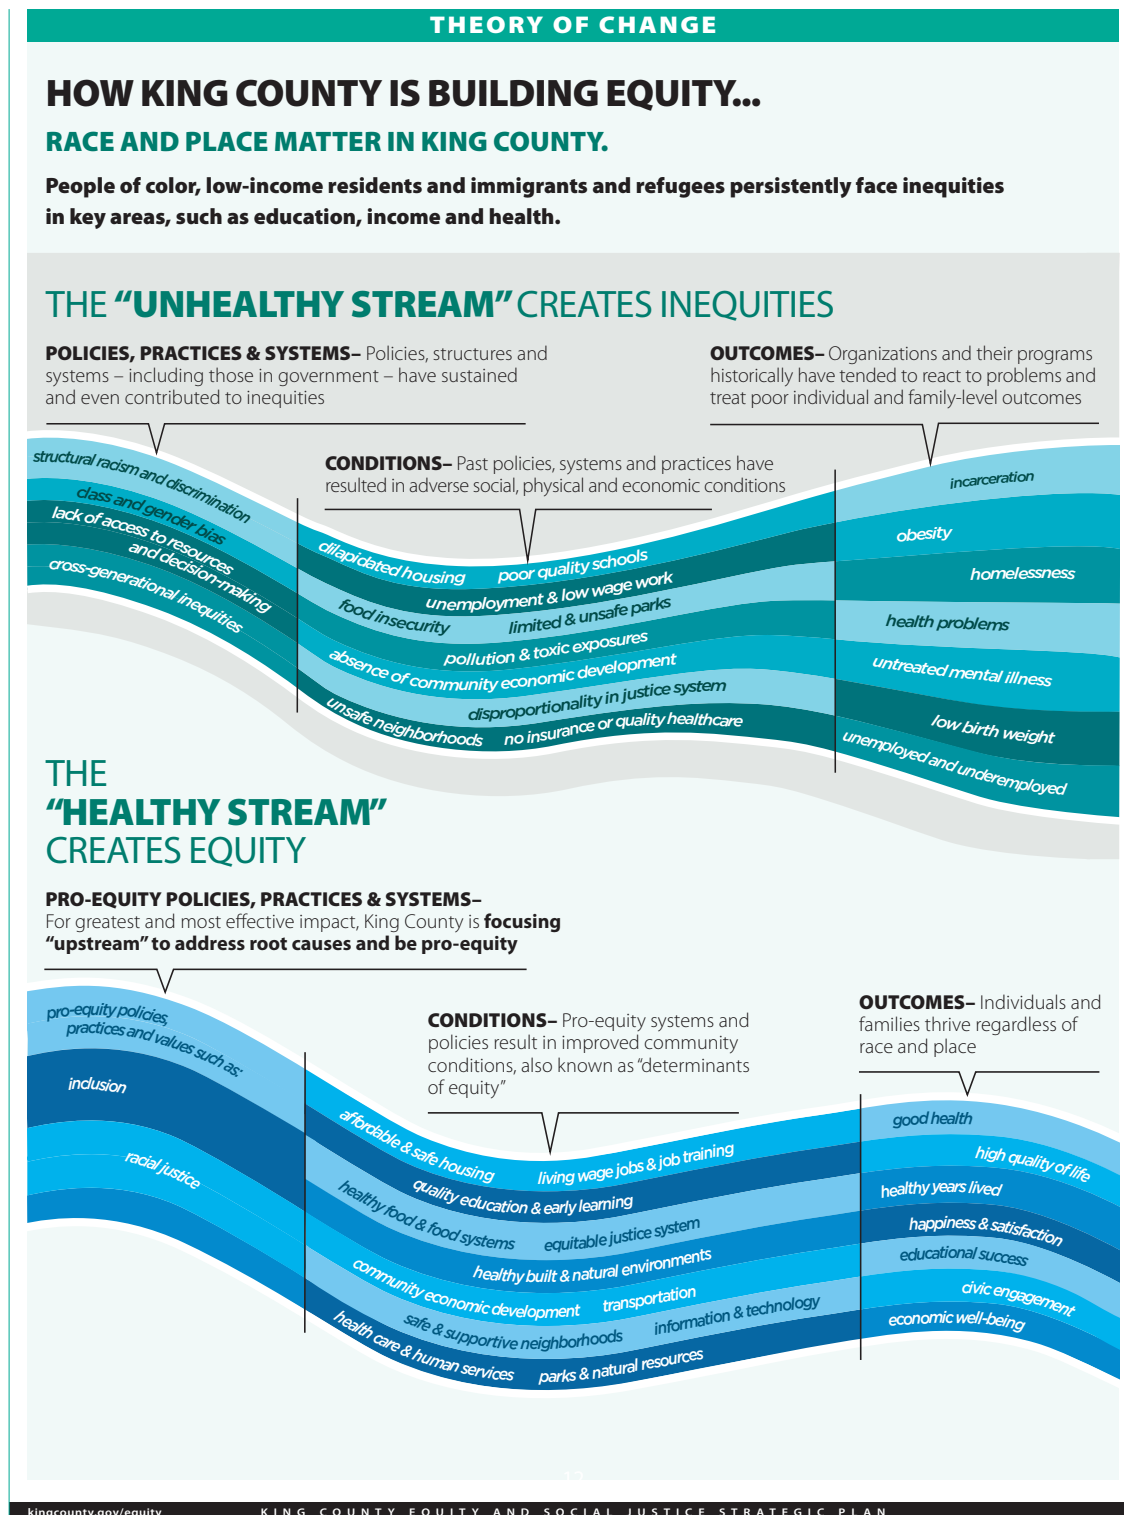 THEORY OF CHANGE
HOW KING COUNTY IS BUILDING EQUITY...
RACE AND PLACE MATTER IN KING COUNTY.
People of color, low-income residents and immigrants and refugees persistently face inequities
in key areas, such as education, income and health.
THE “UNHEALTHY STREAM” CREATES INEQUITIES
POLICIES, PRACTICES & SYSTEMS– Policies, structures and
systems – including those in government – have sustained
and even contributed to inequities
OUTCOMES– Organizations and their programs
historically have tended to react to problems and
treat poor individual and family-level outcomes
CONDITIONS– Past policies, systems and practices have
resulted in adverse social, physical and economic conditions
structural racism and discrimination
class and gender bias
lack of access to resources
and decision-making
cross-generational inequities
dilapidated housing
poor quality schools
unemployment & low wage work
food insecurity
limited & unsafe parks
pollution & toxic exposures
absence of community economic development
disproportionality in justice system
unsafe neighborhoods
no insurance or quality healthcare
incarceration
obesity
homelessness
health problems
untreated mental illness
low birth weight
unemployed and underemployed
THE
“HEALTHY STREAM”
CREATES EQUITY
PRO-EQUITY POLICIES, PRACTICES & SYSTEMS–
For greatest and most effective impact, King County is focusing
“upstream” to address root causes and be pro-equity
CONDITIONS– Pro-equity systems and
policies result in improved community
conditions, also known as “determinants
of equity”
OUTCOMES– Individuals and
families thrive regardless of
race and place
pro-equity policies,
practices and values such as:
inclusion
racial justice
affordable & safe housing
living wage jobs & job training
quality education & early learning
healthy food & food systems
equitable justice system
healthy built & natural environments
community economic development
transportation
safe & supportive neighborhoods
information & technology
health care & human services
parks & natural resources
good health
high quality of life
healthy years lived
happiness & satisfaction
educational success
civic engagement
economic well-being
12
kingcounty.gov/equity
KING COUNTY EQUITY AND SOCIAL JUSTICE STRATEGIC PLAN